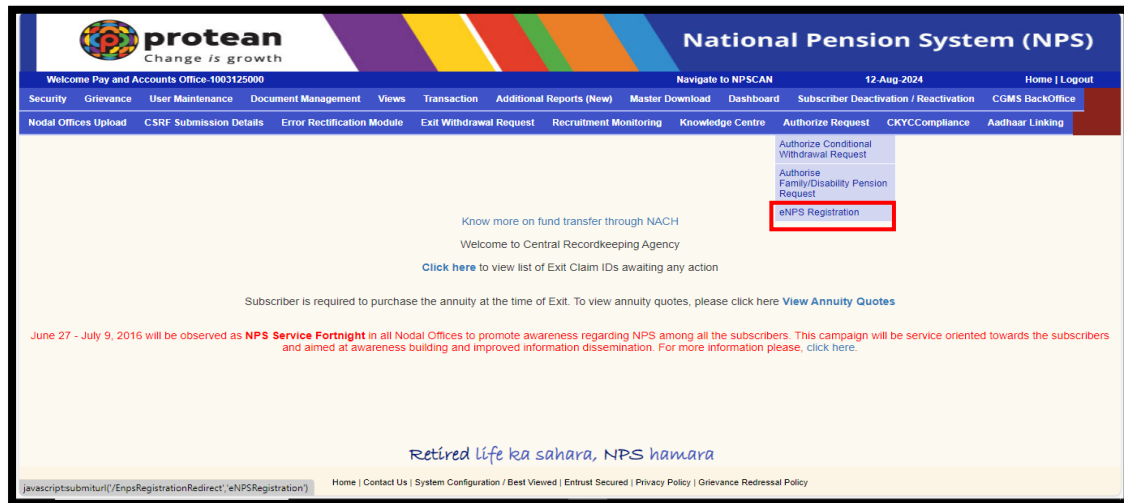 protean
Change is growth
National Pension System (NPS)
Welcome Pay and Accounts Office-1003125000 Navigate to NPSCAN 12-Aug-2024 Home | Logout
Security Grievance User Maintenance Document Management Views Transaction Additional Reports (New) Master Download Dashboard Subscriber Deactivation / Reactivation CGMS BackOffice
Nodal Offices Upload CSRF Submission Details Error Rectification Module Exit Withdrawal Request Recruitment Monitoring Knowledge Centre Authorize Request CKYCCompliance Aadhaar Linking
Authorize Conditional
Withdrawal Request
Authorise
Family/Disability Pension
Request
eNPS Registration
Know more on fund transfer through NACH
Welcome to Central Recordkeeping Agency
Click here to view list of Exit Claim IDs awaiting any action
Subscriber is required to purchase the annuity at the time of Exit. To view annuity quotes, please click here View Annuity Quotes
June 27 - July 9, 2016 will be observed as NPS Service Fortnight in all Nodal Offices to promote awareness regarding NPS among all the subscribers. This campaign will be service oriented towards the subscribers
and aimed at awareness building and improved information dissemination. For more information please, click here.
Retired life ka sahara, NPS hamara
javascript:submiturl('/EnpsRegistrationRedirect','eNPSRegistration') Home | Contact Us | System Configuration / Best Viewed | Entrust Secured | Privacy Policy | Grievance Redressal Policy